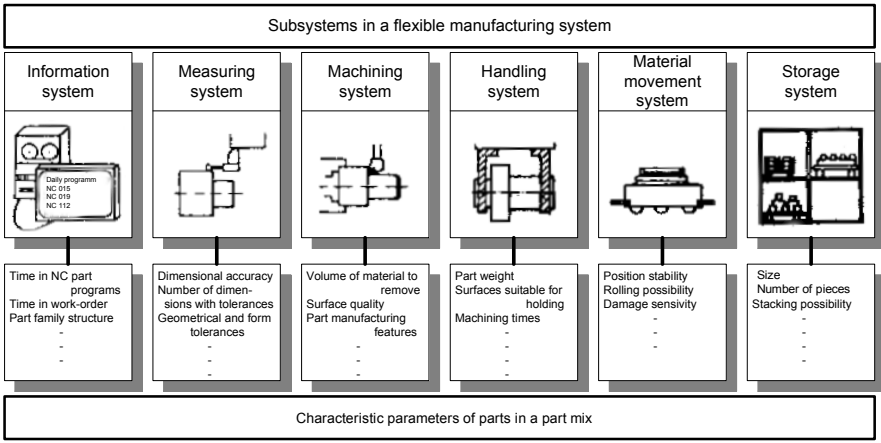 Subsystems in a flexible manufacturing system
Information
system
Measuring
system
Machining
system
Handling
system
Material
movement
system
Storage
system
Daily programm
NC 015
NC 019
NC 112
Time in NC part
programs
Time in work-order
Part family structure
-
-
-
Dimensional accuracy
Number of dimen-
sions with tolerances
Geometrical and form
tolerances
-
-
Volume of material to
remove
Surface quality
Part manufacturing
features
-
-
-
Part weight
Surfaces suitable for
holding
Machining times
-
-
-
Position stability
Rolling possibility
Damage sensivity
-
-
-
Size
Number of pieces
Stacking possibility
-
-
-
-
Characteristic parameters of parts in a part mix